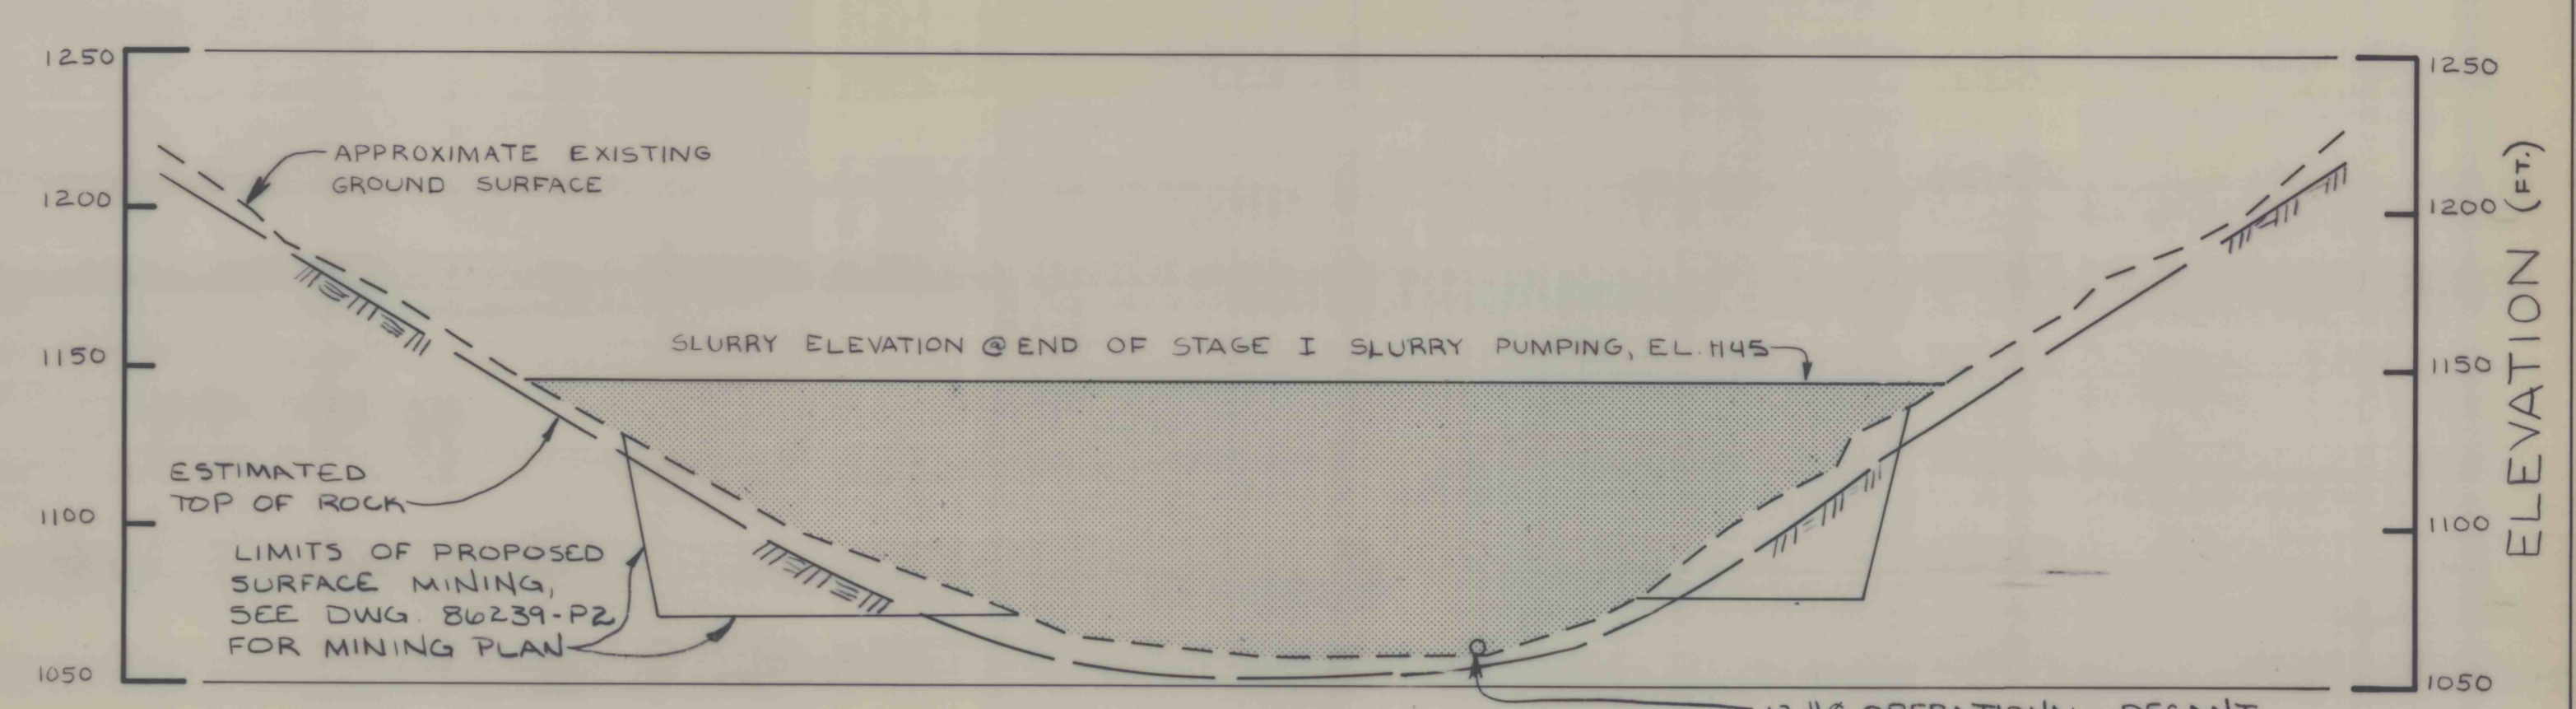 1250
1200
1150
1100
1050
APPROXIMATE EXISTING
GROUND SURFACE
SLURRY ELEVATION @ END OF STAGE I SLURRY PUMPING, EL. 1145
ESTIMATED
TOP OF ROCK
LIMITS OF PROPOSED
SURFACE MINING,
SEE DWG. 86239-P2
FOR MINING PLAN
1250
1200
1150
1100
1050
ELEVATION (FT.)
OPERATIONAL DECANT